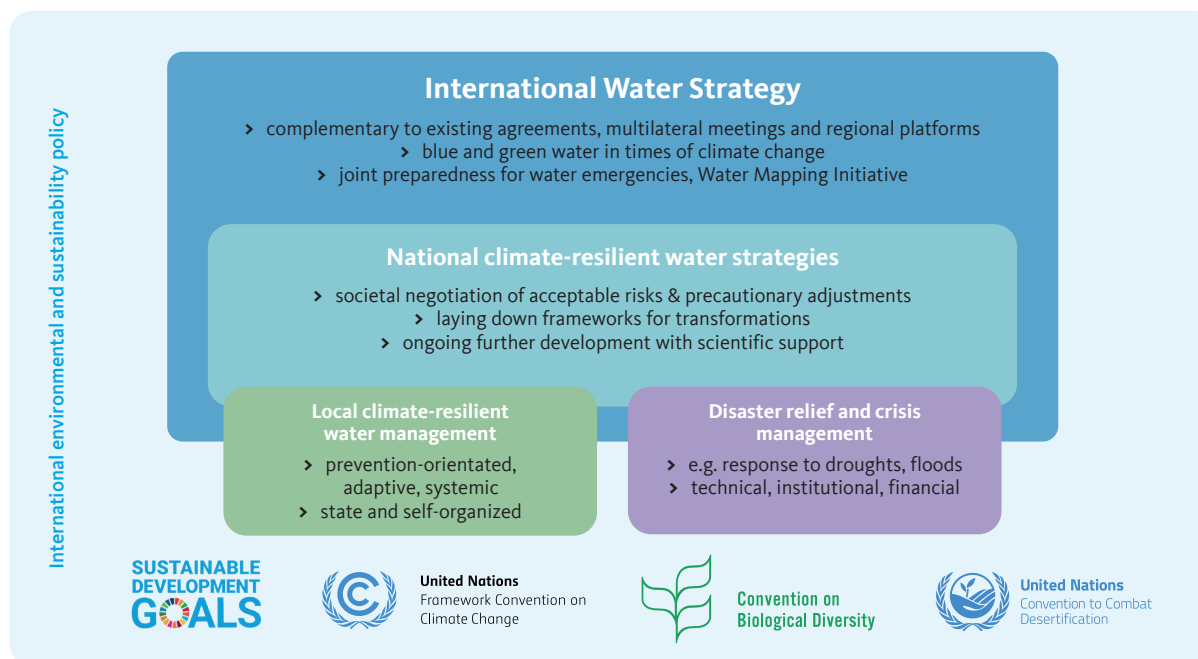 International environmental and sustainability policy
International Water Strategy
> complementary to existing agreements, multilateral meetings and regional platforms
> blue and green water in times of climate change
> joint preparedness for water emergencies, Water Mapping Initiative
National climate-resilient water strategies
> societal negotiation of acceptable risks & precautionary adjustments
> laying down frameworks for transformations
> ongoing further development with scientific support
Local climate-resilient
water management
> prevention-orientated,
adaptive, systemic
> state and self-organized
Disaster relief and crisis
management
> e.g. response to droughts, floods
> technical, institutional, financial
SUSTAINABLE
DEVELOPMENT
GOALS
United Nations
Framework Convention on
Climate Change
Convention on
Biological Diversity
United Nations
Convention to Combat
Desertification